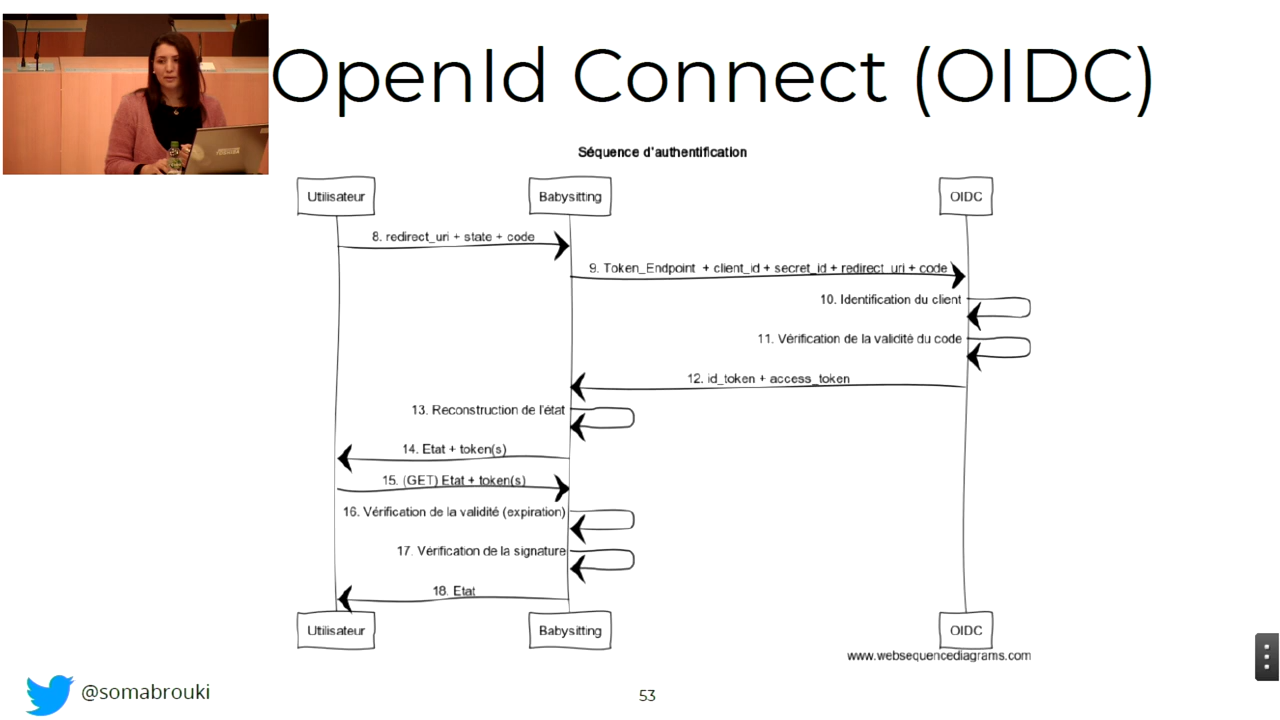 OpenId Connect (OIDC)
Séquence d'authentification
Utilisateur
Babysitting
OIDC
8. redirect_uri + state + code
9. Token_Endpoint + client_id + secret_id + redirect_uri + code
10. Identification du client
11. Vérification de la validité du code
12. id_token + access_token
13. Reconstruction de l'état
14. Etat + token(s)
15. (GET) Etat + token(s)
16. Vérification de la validité (expiration)
17. Vérification de la signature
18. Etat
Utilisateur
Babysitting
OIDC
www.websequencediagrams.com
@somabrouki
53